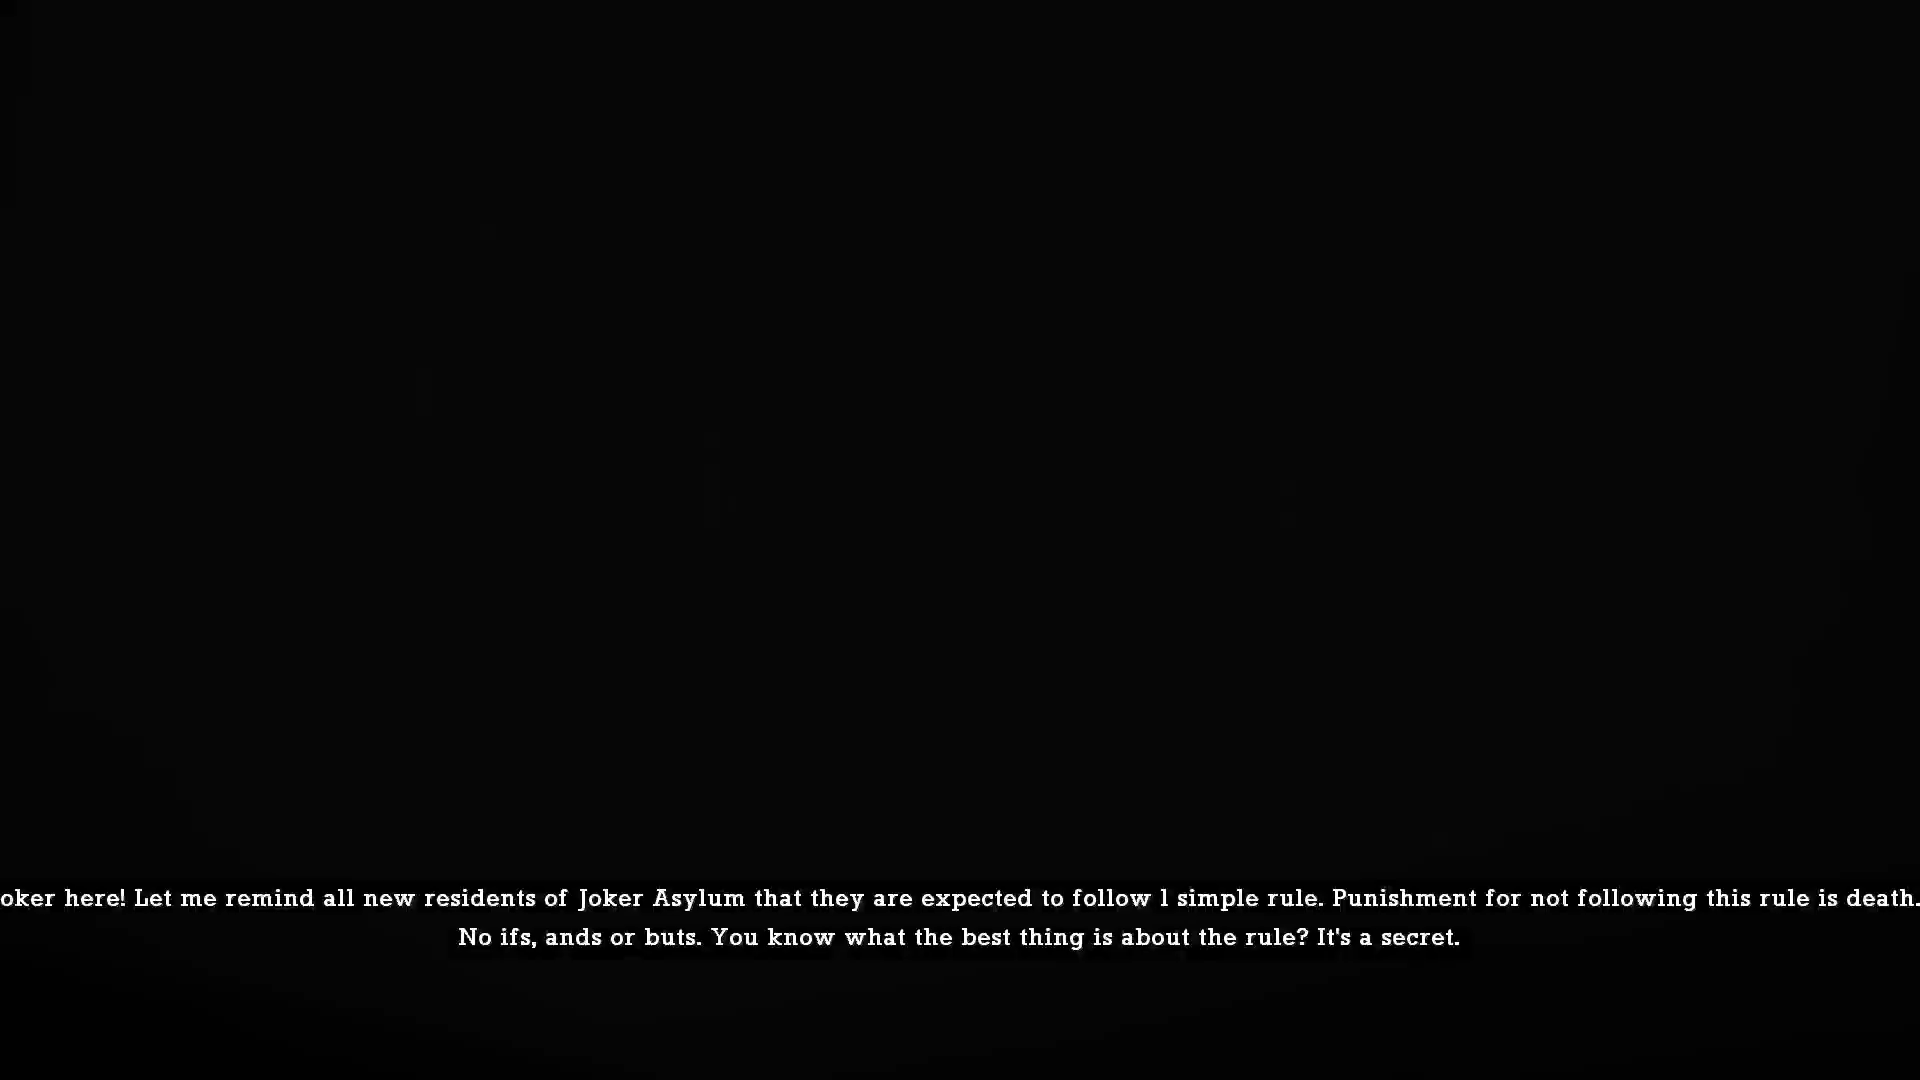 oker here! Let me remind all new residents of Joker Asylum that they are expected to follow 1 simple rule. Punishment for not following this rule is death.
No ifs, ands or buts. You know what the best thing is about the rule? It's a secret.